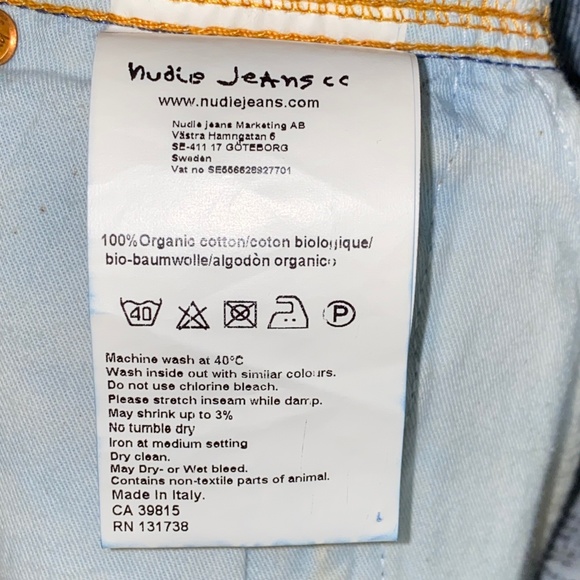 nudie jeans cc
www.nudiejeans.com
Nudie jeans Marketing AB
Västra Hamngatan 6
SE-411 17 GÖTEBORG
Sweden
Vat no SE556628927701
100%Organic cotton/coton biologique/
bio-baumwolle/algodòn organico
40
P
Machine wash at 40°C
Wash inside out with similar colours.
Do not use chlorine bleach.
Please stretch inseam while damp.
May shrink up to 3%
No tumble dry
Iron at medium setting
Dry clean.
May Dry- or Wet bleed.
Contains non-textile parts of animal.
Made In Italy.
CA 39815
RN 131738